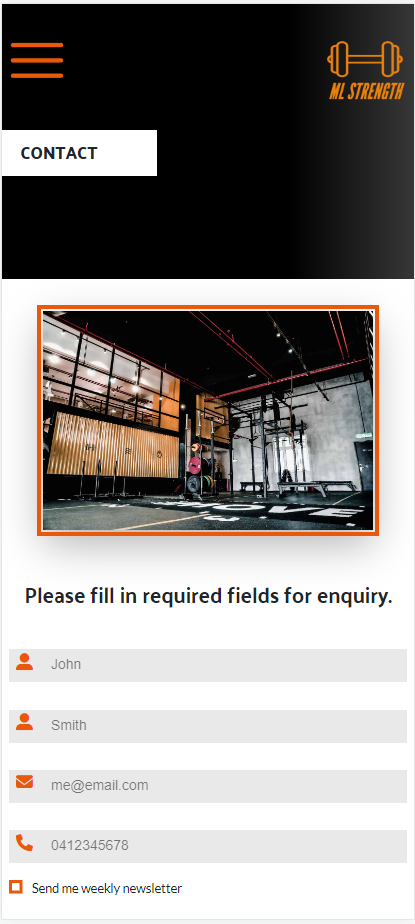 ML STRENGTH
CONTACT
MOVE
Please fill in required fields for enquiry.
John
Smith
me@email.com
0412345678
Send me weekly newsletter